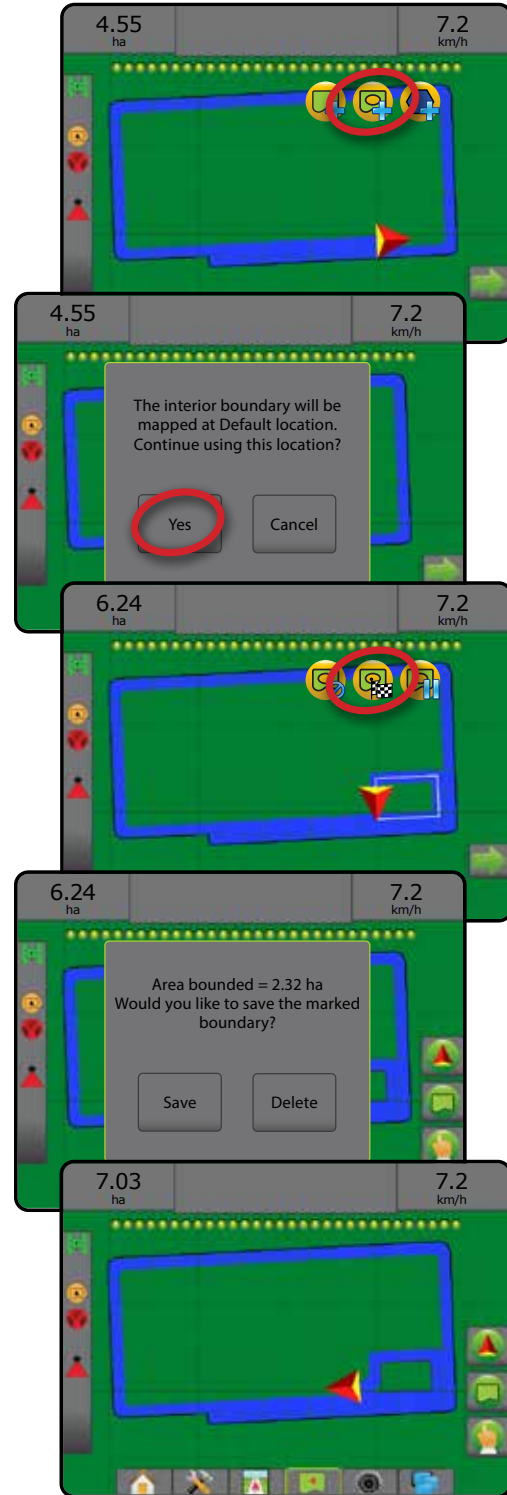 4.55 7.2
ha km/h
4.55 7.2
ha km/h
The interior boundary will be
mapped at Default location.
Continue using this location?
Yes Cancel
6.24 7.2
ha km/h
6.24 7.2
ha km/h
Area bounded = 2.32 ha
Would you like to save the marked
boundary?
Save Delete
7.03 7.2
ha km/h